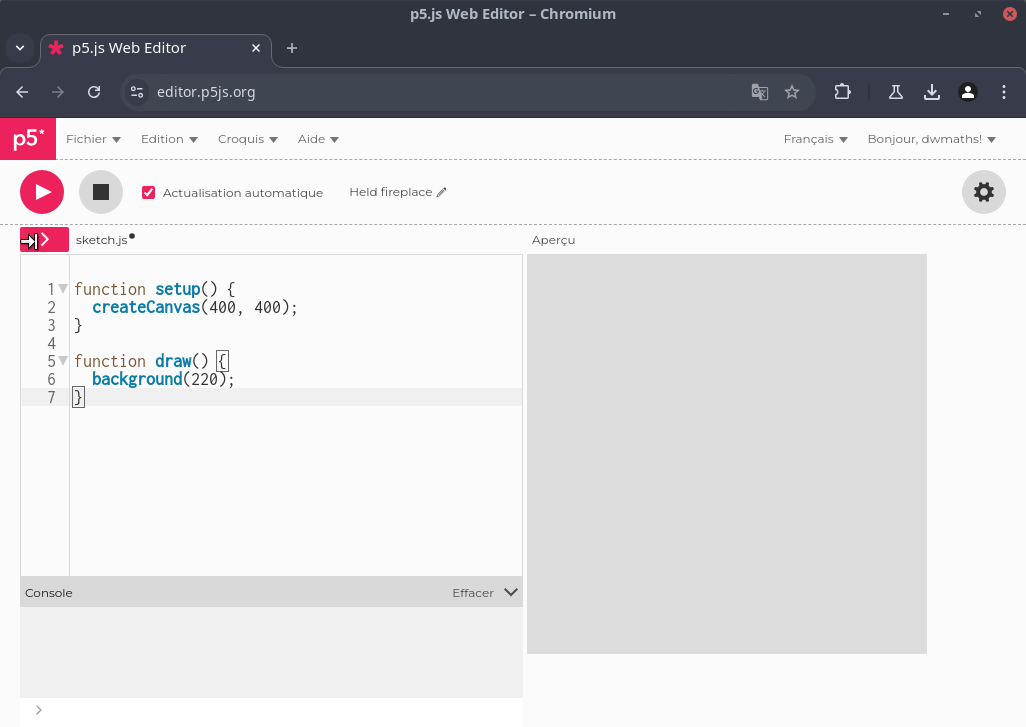 p5.js Web Editor – Chromium
p5.js Web Editor
editor.p5js.org
p5* Fichier Edition Croquis Aide Français Bonjour, dwmaths!
Actualisation automatique Held fireplace
sketch.js Aperçu
1 function setup() {
2   createCanvas(400, 400);
3 }
4
5 function draw() {
6   background(220);
7 }
Console Effacer
>